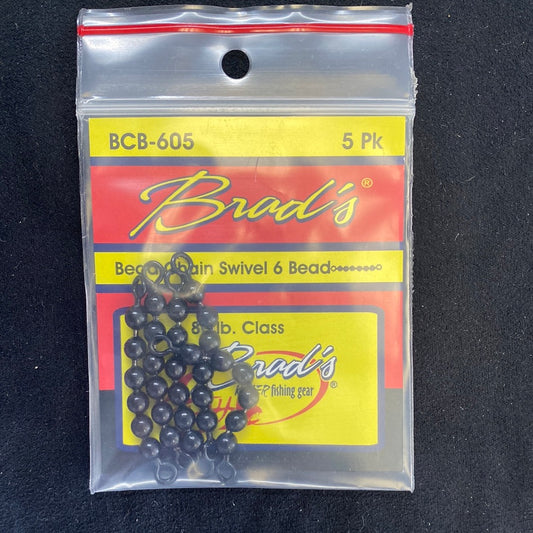 BCB-605 5 Pk
Brad's®
Bead Chain Swivel 6 Bead
lb. Class
Brad's®
fishing gear